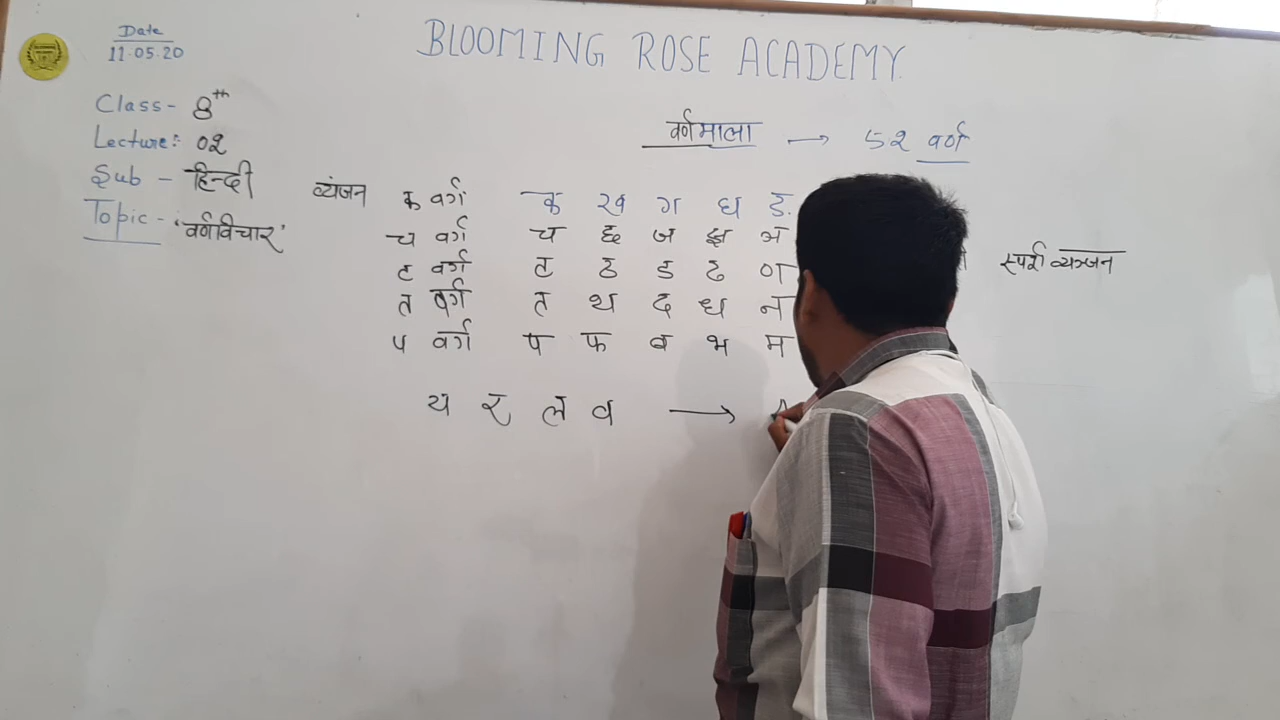 BLOOMING ROSE ACADEMY.
Date
11.05.20
Class- 8th
Lecture:- 02
Sub - हिन्दी
Topic - 'वर्णविचार'
वर्णमाला → 52 वर्ण
व्यंजन क वर्ग क ख ग घ ङ
च वर्ग च छ ज झ ञ
ट वर्ग ट ठ ड ढ ण स्पर्श व्यञ्जन
त वर्ग त थ द ध न
प वर्ग प फ ब भ म
य र ल व →